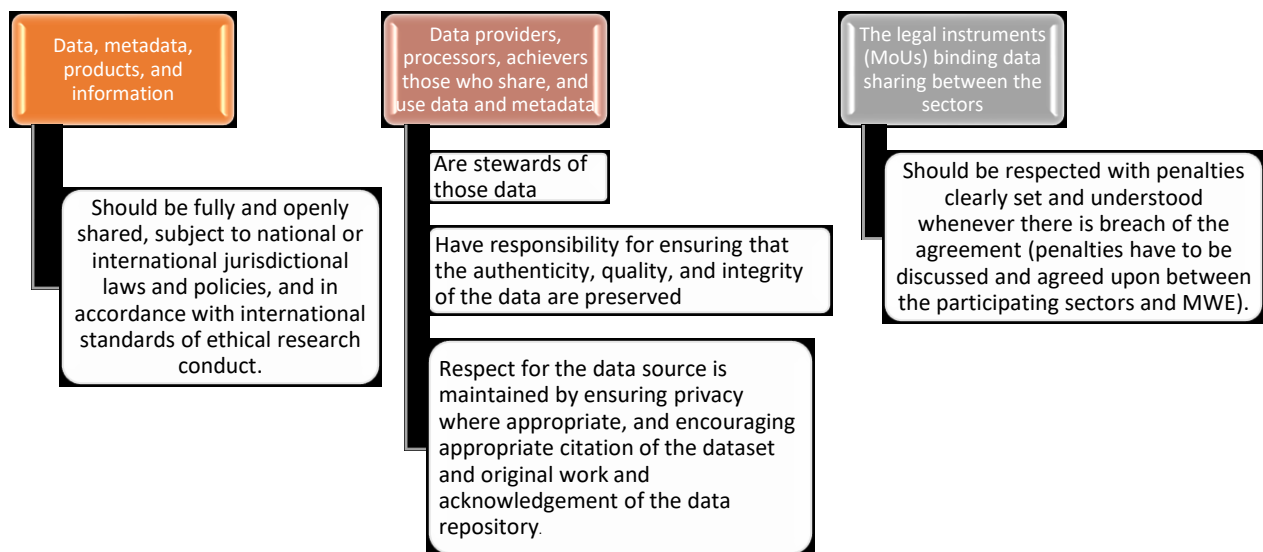 Data, metadata,
products, and
information
Should be fully and openly
shared, subject to national or
international jurisdictional
laws and policies, and in
accordance with international
standards of ethical research
conduct.
Data providers,
processors, achievers
those who share, and
use data and metadata
Are stewards of
those data
Have responsibility for ensuring that
the authenticity, quality, and integrity
of the data are preserved
Respect for the data source is
maintained by ensuring privacy
where appropriate, and encouraging
appropriate citation of the dataset
and original work and
acknowledgement of the data
repository.
The legal instruments
(MoUs) binding data
sharing between the
sectors
Should be respected with penalties
clearly set and understood
whenever there is breach of the
agreement (penalties have to be
discussed and agreed upon between
the participating sectors and MWE).